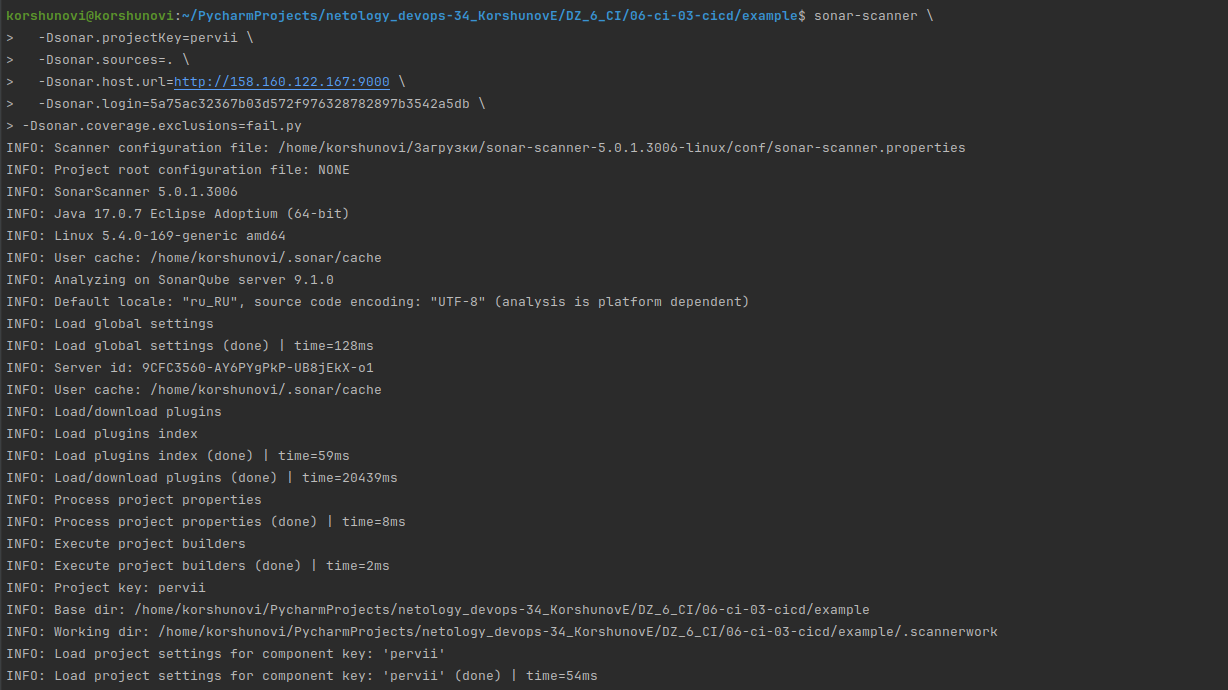 korshunovi@korshunovi:~/PycharmProjects/netology_devops-34_KorshunovE/DZ_6_CI/06-ci-03-cicd/example$ sonar-scanner \
>   -Dsonar.projectKey=pervii \
>   -Dsonar.sources=. \
>   -Dsonar.host.url=http://158.160.122.167:9000 \
>   -Dsonar.login=5a75ac32367b03d572f976328782897b3542a5db \
> -Dsonar.coverage.exclusions=fail.py
INFO: Scanner configuration file: /home/korshunovi/Загрузки/sonar-scanner-5.0.1.3006-linux/conf/sonar-scanner.properties
INFO: Project root configuration file: NONE
INFO: SonarScanner 5.0.1.3006
INFO: Java 17.0.7 Eclipse Adoptium (64-bit)
INFO: Linux 5.4.0-169-generic amd64
INFO: User cache: /home/korshunovi/.sonar/cache
INFO: Analyzing on SonarQube server 9.1.0
INFO: Default locale: "ru_RU", source code encoding: "UTF-8" (analysis is platform dependent)
INFO: Load global settings
INFO: Load global settings (done) | time=128ms
INFO: Server id: 9CFC3560-AY6PYgPkP-UB8jEkX-o1
INFO: User cache: /home/korshunovi/.sonar/cache
INFO: Load/download plugins
INFO: Load plugins index
INFO: Load plugins index (done) | time=59ms
INFO: Load/download plugins (done) | time=20439ms
INFO: Process project properties
INFO: Process project properties (done) | time=8ms
INFO: Execute project builders
INFO: Execute project builders (done) | time=2ms
INFO: Project key: pervii
INFO: Base dir: /home/korshunovi/PycharmProjects/netology_devops-34_KorshunovE/DZ_6_CI/06-ci-03-cicd/example
INFO: Working dir: /home/korshunovi/PycharmProjects/netology_devops-34_KorshunovE/DZ_6_CI/06-ci-03-cicd/example/.scannerwork
INFO: Load project settings for component key: 'pervii'
INFO: Load project settings for component key: 'pervii' (done) | time=54ms